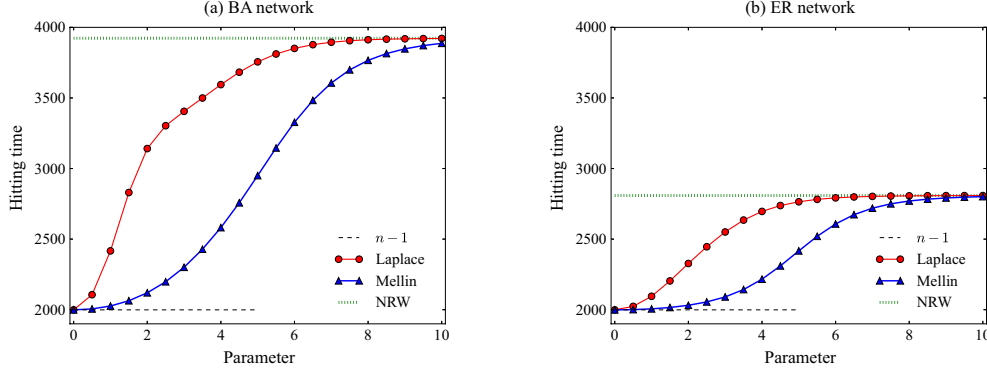 (a) BA network
4000
3500
3000
2500
2000
Hitting time
0 2 4 6 8 10
Parameter
n − 1
Laplace
Mellin
NRW
(b) ER network
4000
3500
3000
2500
2000
Hitting time
0 2 4 6 8 10
Parameter
n − 1
Laplace
Mellin
NRW